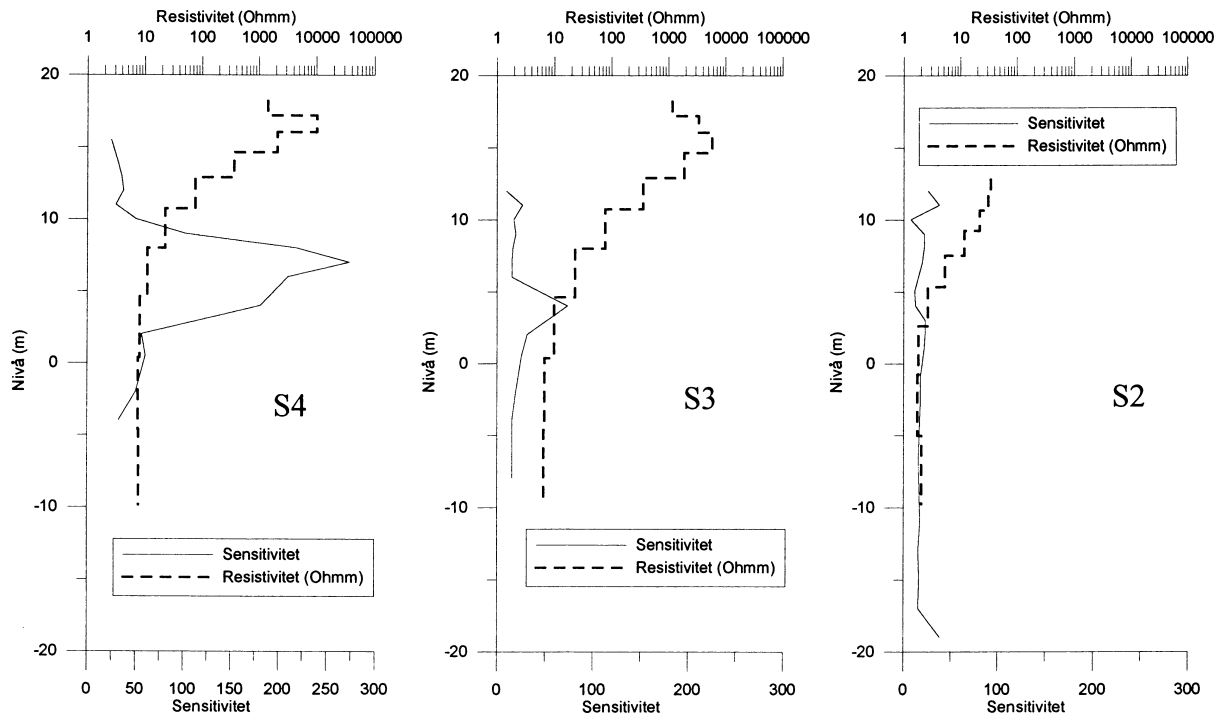 Resistivitet (Ohmm)
1 10 100 1000 10000 100000
20
10
0
-10
-20
Nivå (m)
S4
Sensitivitet
Resistivitet (Ohmm)
0 50 100 150 200 250 300
Sensitivitet
Resistivitet (Ohmm)
1 10 100 1000 10000 100000
20
10
0
-10
-20
Nivå (m)
S3
Sensitivitet
Resistivitet (Ohmm)
0 100 200 300
Sensitivitet
Resistivitet (Ohmm)
1 10 100 1000 10000 100000
20
Sensitivitet
Resistivitet (Ohmm)
10
0
-10
-20
Nivå (m)
S2
0 100 200 300
Sensitivitet